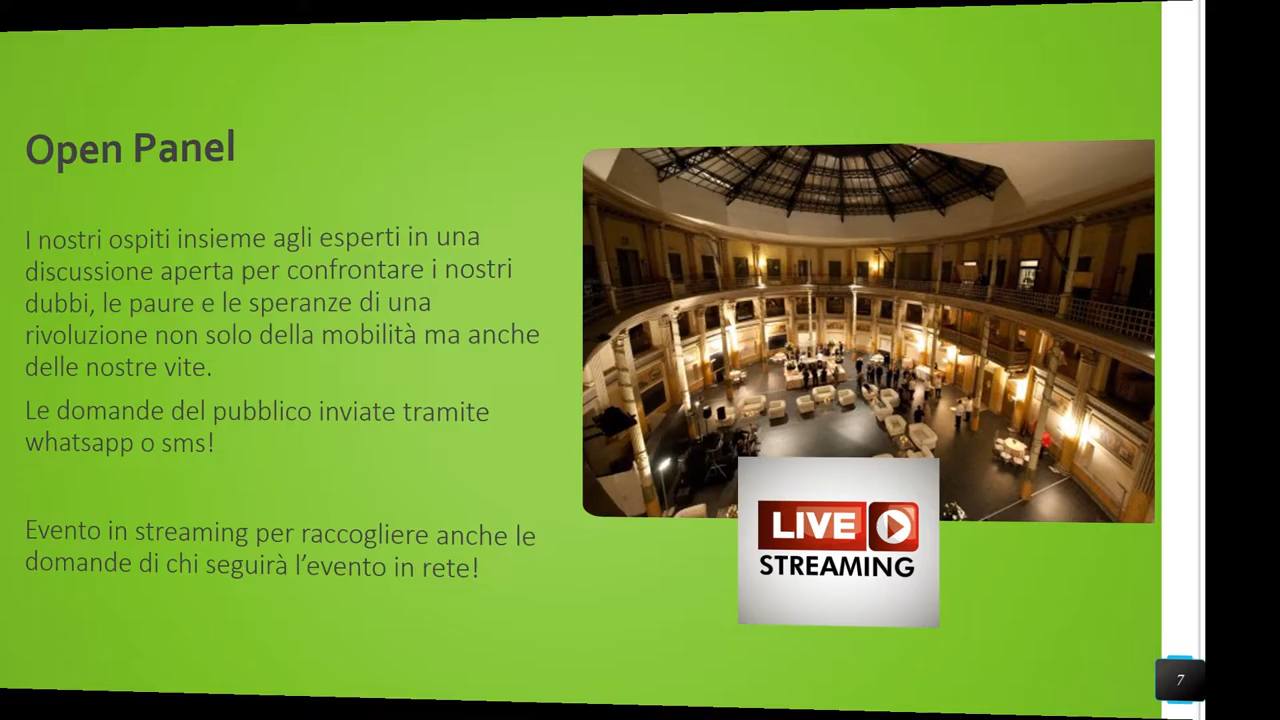 Open Panel
I nostri ospiti insieme agli esperti in una
discussione aperta per confrontare i nostri
dubbi, le paure e le speranze di una
rivoluzione non solo della mobilità ma anche
delle nostre vite.
Le domande del pubblico inviate tramite
whatsapp o sms!
Evento in streaming per raccogliere anche le
domande di chi seguirà l’evento in rete!
LIVE
STREAMING
7